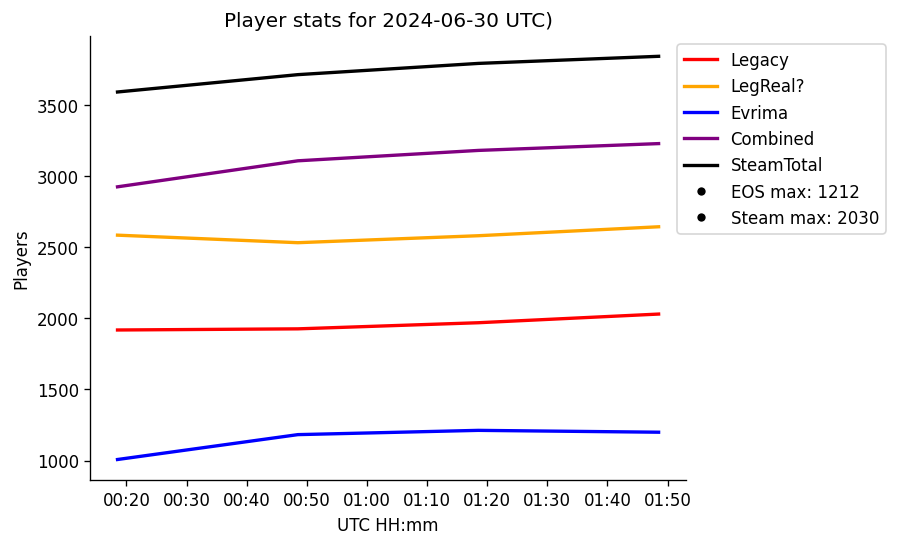 Player stats for 2024-06-30 UTC)
Legacy
LegReal?
Evrima
Combined
SteamTotal
EOS max: 1212
Steam max: 2030
Players
3500
3000
2500
2000
1500
1000
00:20 00:30 00:40 00:50 01:00 01:10 01:20 01:30 01:40 01:50
UTC HH:mm